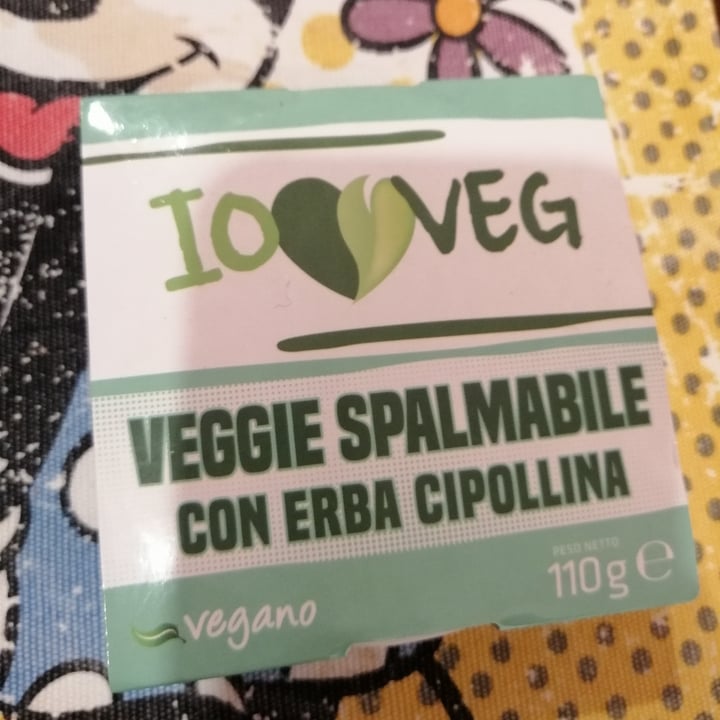 IO VEG
VEGGIE SPALMABILE
CON ERBA CIPOLLINA
PESO NETTO
110g e
vegano